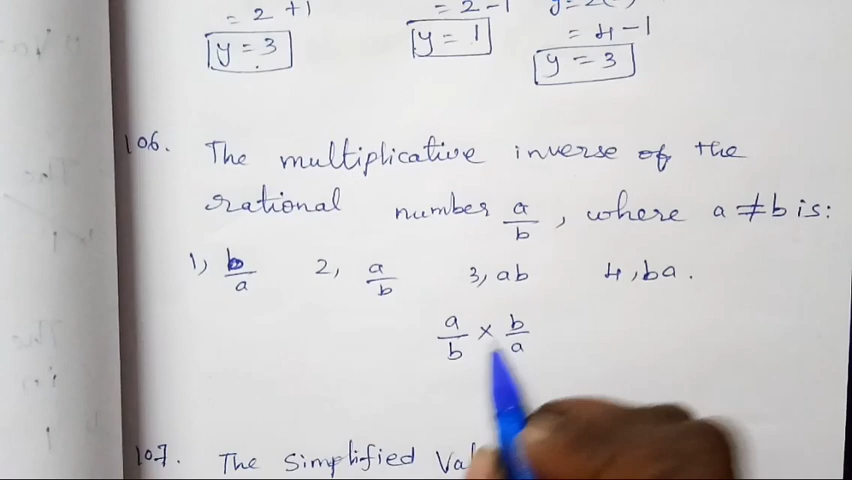 = 2 +1 = 2 - 1
y = 3 y = 1 = 4 - 1
y = 3
106. The multiplicative inverse of the
rational number a/b , where a ≠ b is:
1, b/a 2, a/b 3, ab 4, ba.
a/b × b/a
107. The Simplified